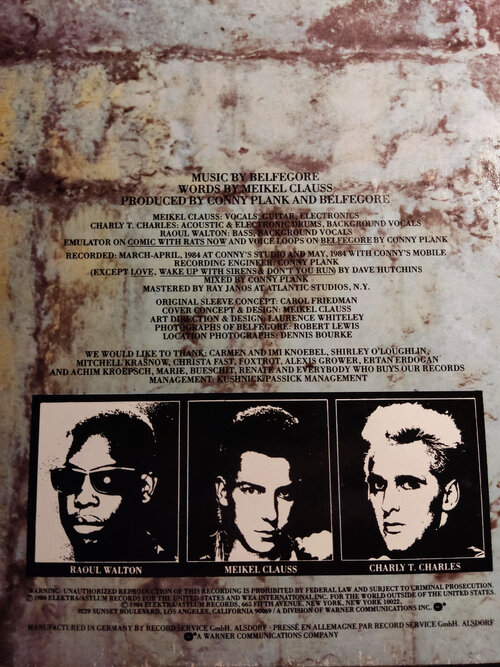 MUSIC BY BELFEGORE
WORDS BY MEIKEL CLAUSS
PRODUCED BY CONNY PLANK AND BELFEGORE
MEIKEL CLAUSS: VOCALS, GUITAR, ELECTRONICS
CHARLY T. CHARLES: ACOUSTIC & ELECTRONIC DRUMS, BACKGROUND VOCALS
RAOUL WALTON: BASS, BACKGROUND VOCALS
EMULATOR ON COMIC WITH RATS NOW AND VOICE LOOPS ON BELFEGORE BY CONNY PLANK
RECORDED: MARCH-APRIL, 1984 AT CONNY'S STUDIO AND MAY, 1984 WITH CONNY'S MOBILE
RECORDING ENGINEER: CONNY PLANK
(EXCEPT LOVE, WAKE UP WITH SIRENS & DON'T YOU RUN) BY DAVE HUTCHINS
MIXED BY CONNY PLANK
MASTERED BY RAY JANOS AT ATLANTIC STUDIOS, N.Y.
ORIGINAL SLEEVE CONCEPT: CAROL FRIEDMAN
COVER CONCEPT & DESIGN: MEIKEL CLAUSS
ART DIRECTION & DESIGN: LAURENCE WHITELEY
PHOTOGRAPHS OF BELFEGORE: ROBERT LEWIS
LOCATION PHOTOGRAPHS: DENNIS BOURKE
WE WOULD LIKE TO THANK: CARMEN AND IMI KNOEBEL, SHIRLEY O'LOUGHLIN,
MITCHELL KRASNOW, CHRISTA FAST, FOXTROT, ALEXIS GROWER, ERTAN ERDOGAN
AND ACHIM KROEPSCH, MARIE, BUESCHIT, RENATE AND EVERYBODY WHO BUYS OUR RECORDS
MANAGEMENT: KUSHNICK/PASSICK MANAGEMENT
RAOUL WALTON
MEIKEL CLAUSS
CHARLY T. CHARLES
WARNING: UNAUTHORIZED REPRODUCTION OF THIS RECORDING IS PROHIBITED BY FEDERAL LAW AND SUBJECT TO CRIMINAL PROSECUTION.
℗ 1984 ELEKTRA/ASYLUM RECORDS FOR THE UNITED STATES AND WEA INTERNATIONAL INC. FOR THE WORLD OUTSIDE OF THE UNITED STATES.
© 1984 ELEKTRA/ASYLUM RECORDS, 665 FIFTH AVENUE, NEW YORK, NEW YORK 10022,
9229 SUNSET BOULEVARD, LOS ANGELES, CALIFORNIA 90069 / A DIVISION OF WARNER COMMUNICATIONS INC.
MANUFACTURED IN GERMANY BY RECORD SERVICE GmbH, ALSDORF · PRESSÉ EN ALLEMAGNE PAR RECORD SERVICE GmbH, ALSDORF
A WARNER COMMUNICATIONS COMPANY